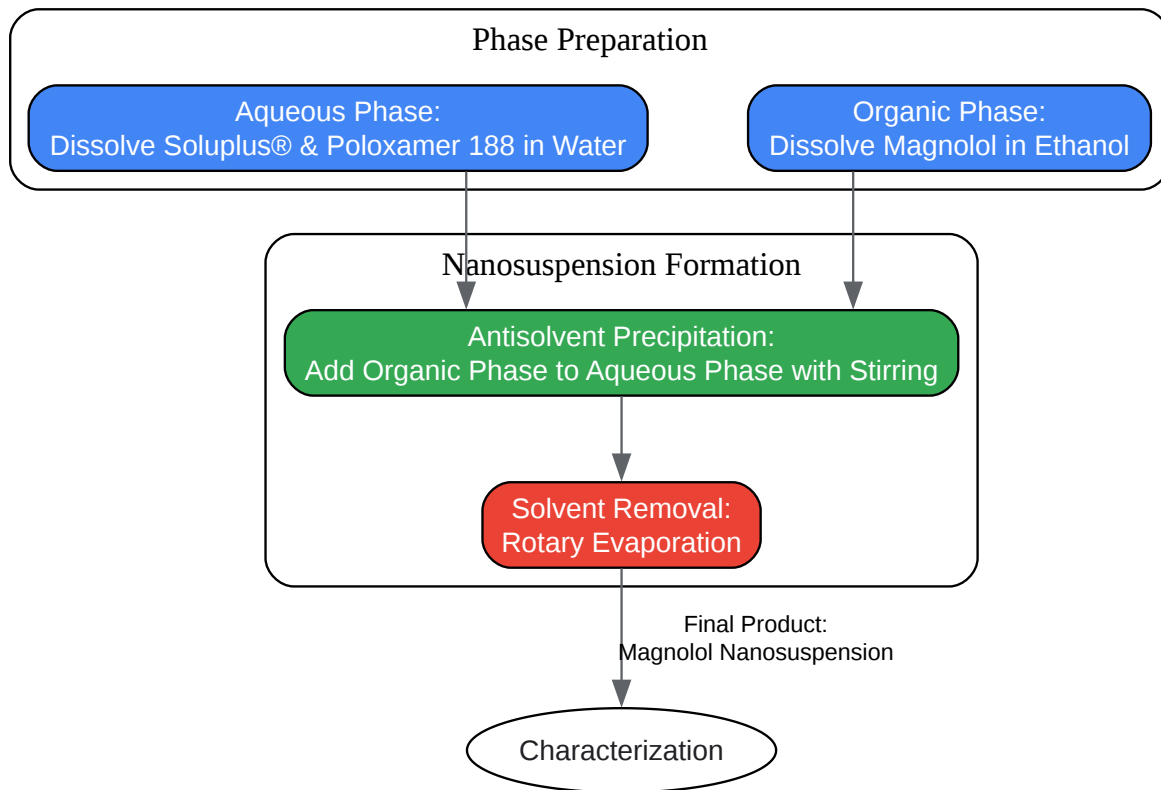 Phase Preparation
Aqueous Phase:
Dissolve Soluplus® & Poloxamer 188 in Water
Organic Phase:
Dissolve Magnolol in Ethanol
Nanosuspension Formation
Antisolvent Precipitation:
Add Organic Phase to Aqueous Phase with Stirring
Solvent Removal:
Rotary Evaporation
Final Product:
Magnolol Nanosuspension
Characterization